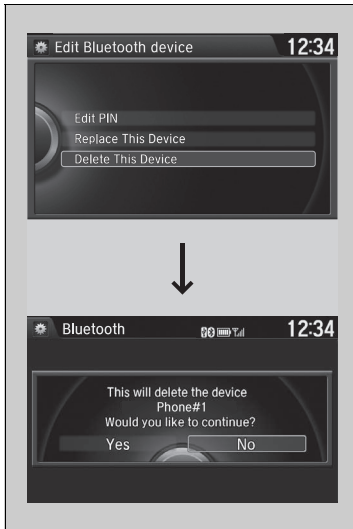 Edit Bluetooth device 12:34
Edit PIN
Replace This Device
Delete This Device
Bluetooth 12:34
This will delete the device
Phone#1
Would you like to continue?
Yes No